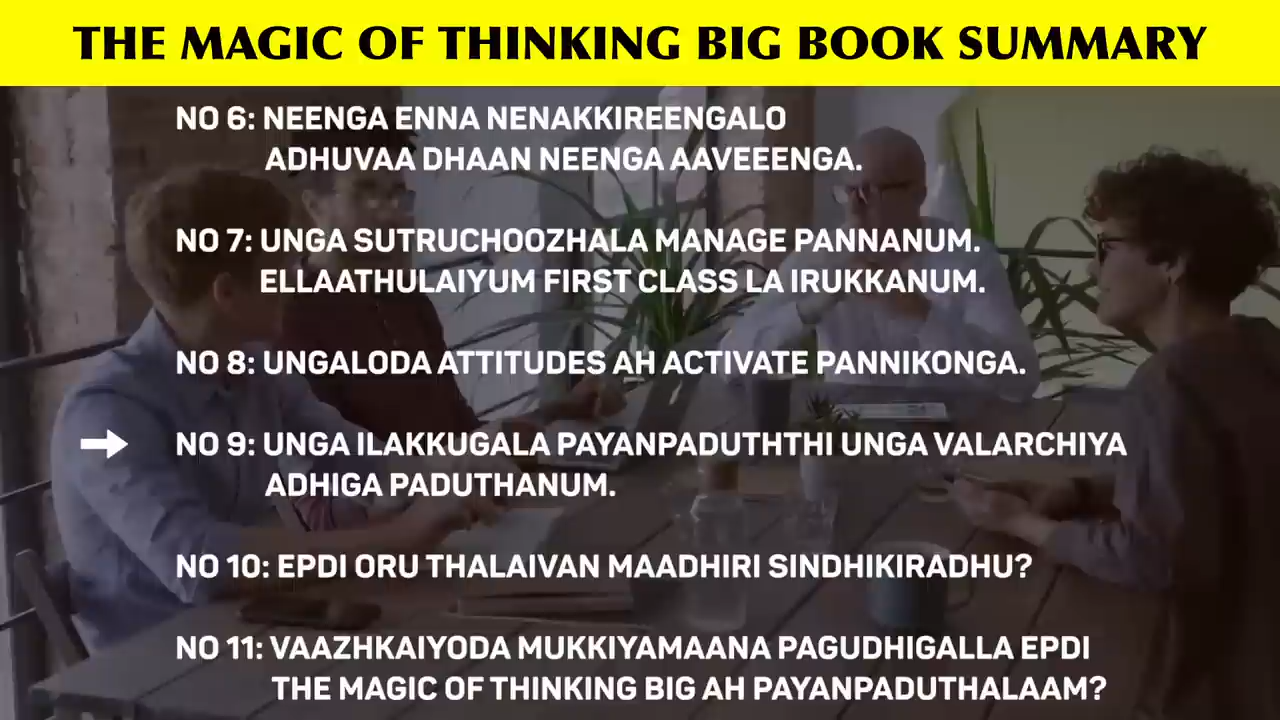 THE MAGIC OF THINKING BIG BOOK SUMMARY
NO 6: NEENGA ENNA NENAKKIREENGALO
ADHUVAA DHAAN NEENGA AAVEEENGA.
NO 7: UNGA SUTRUCHOOZHALA MANAGE PANNANUM.
ELLAATHULAIYUM FIRST CLASS LA IRUKKANUM.
NO 8: UNGALODA ATTITUDES AH ACTIVATE PANNIKONGA.
NO 9: UNGA ILAKKUGALA PAYANPADUTHTHI UNGA VALARCHIYA
ADHIGA PADUTHANUM.
NO 10: EPDI ORU THALAIVAN MAADHIRI SINDHIKIRADHU?
NO 11: VAAZHKAIYODA MUKKIYAMAANA PAGUDHIGALLA EPDI
THE MAGIC OF THINKING BIG AH PAYANPADUTHALAAM?